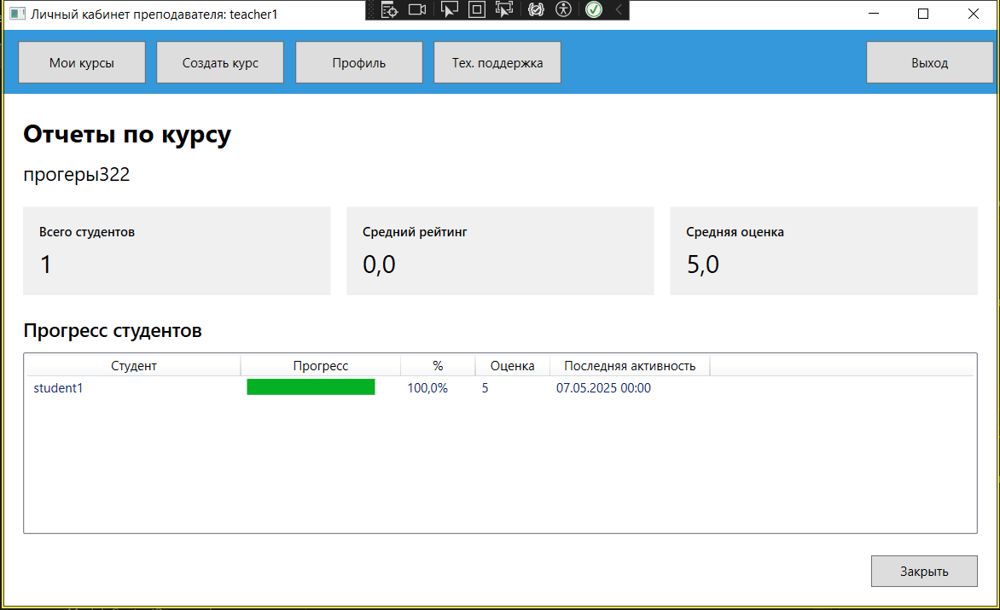 Личный кабинет преподавателя: teacher1
Мои курсы
Создать курс
Профиль
Тех. поддержка
Выход
Отчеты по курсу
прогеры322
Всего студентов
1
Средний рейтинг
0,0
Средняя оценка
5,0
Прогресс студентов
Студент Прогресс % Оценка Последняя активность
student1 100,0% 5 07.05.2025 00:00
Закрыть